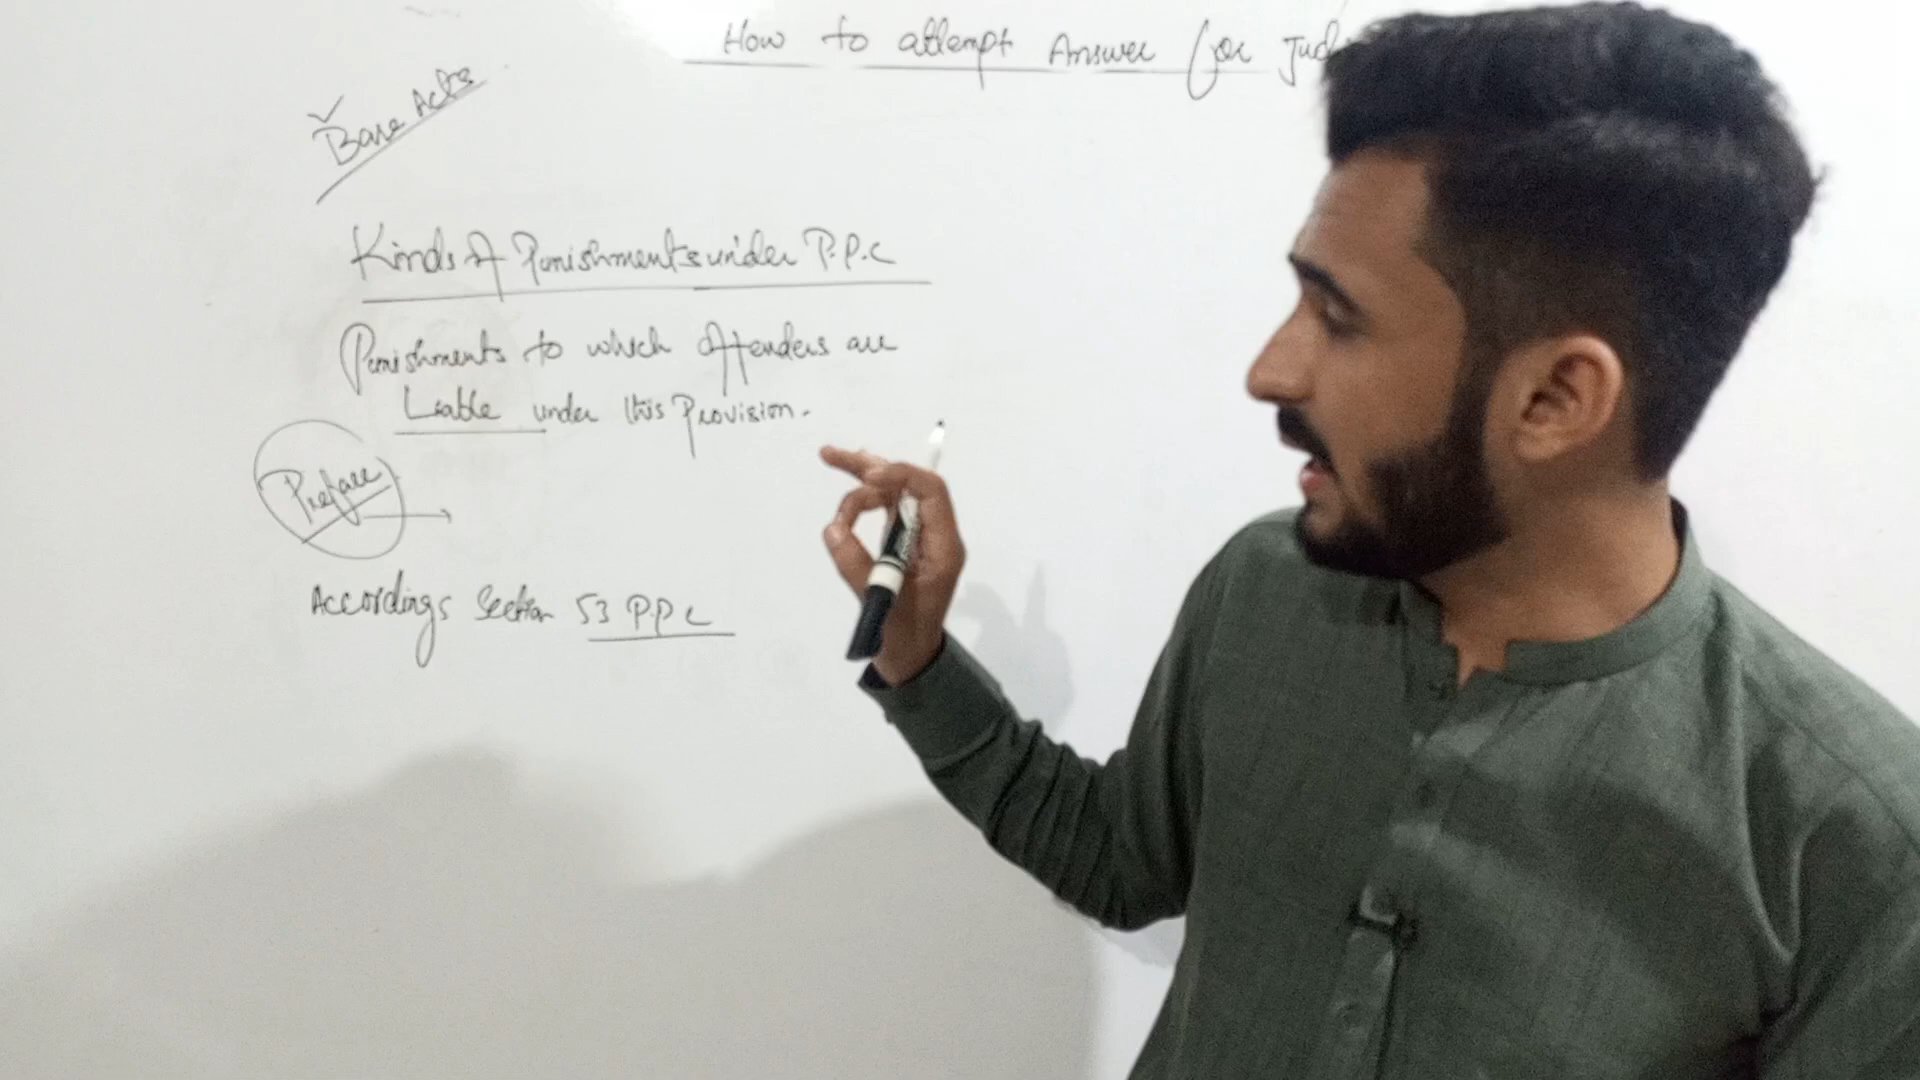 How to attempt Answer for Jud
Bare Acts
Kinds of Punishments under P.P.C
Punishments to which offenders are
Liable under this Provision.
Preface
Accordings Section 53 P.P.C